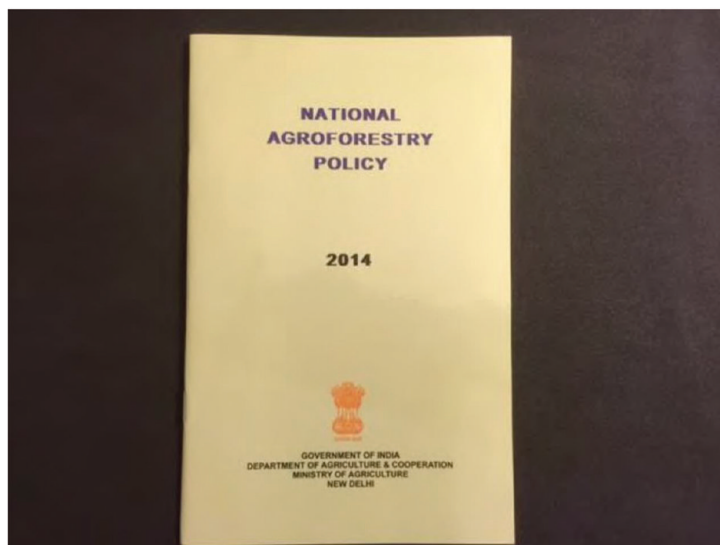 NATIONAL
AGROFORESTRY
POLICY
2014
GOVERNMENT OF INDIA
DEPARTMENT OF AGRICULTURE & COOPERATION
MINISTRY OF AGRICULTURE
NEW DELHI